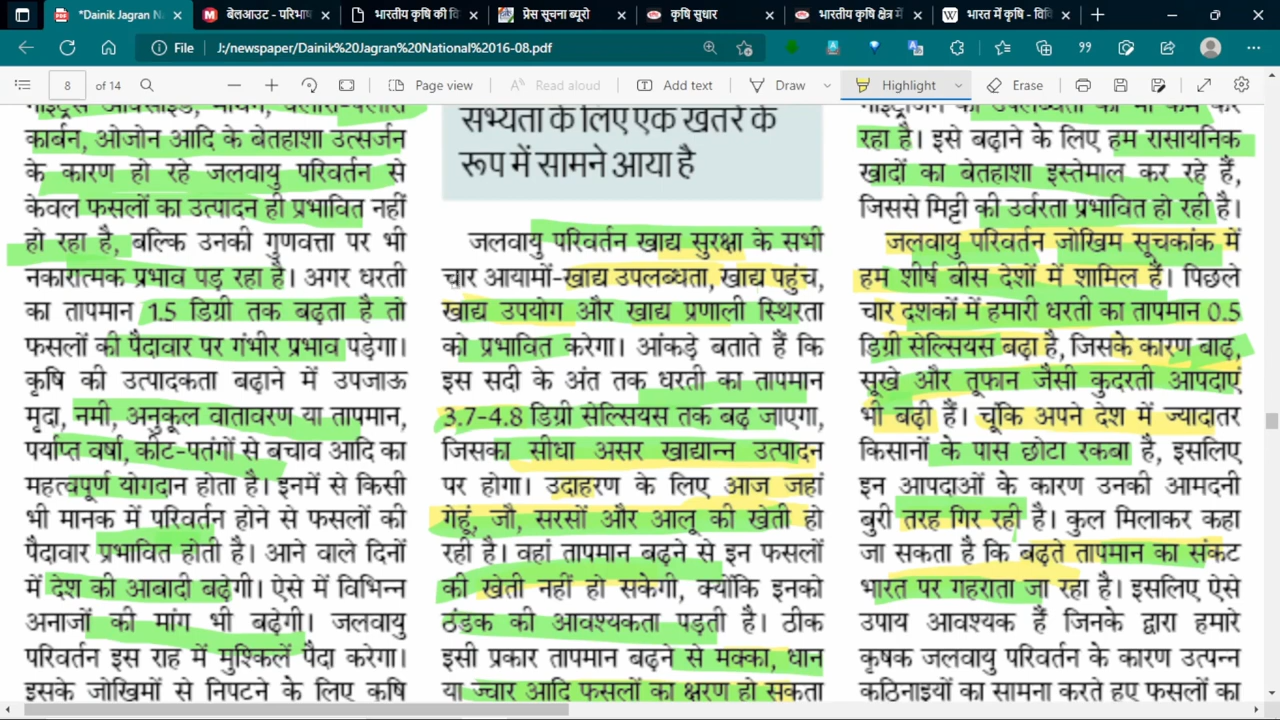 *Dainik Jagran N
बेलआउट - परिभाष
भारतीय कृषि की वि
प्रेस सूचना ब्यूरो
कृषि सुधार
भारतीय कृषि क्षेत्र में
भारत में कृषि - विवि
File J:/newspaper/Dainik%20Jagran%20National%202016-08.pdf
8 of 14 Page view Read aloud Add text Draw Highlight Erase
नाइट्रस ऑक्साइड, मीथेन, क्लोरो-फ्लोरो
कार्बन, ओजोन आदि के बेतहाशा उत्सर्जन
के कारण हो रहे जलवायु परिवर्तन से
केवल फसलों का उत्पादन ही प्रभावित नहीं
हो रहा है, बल्कि उनकी गुणवत्ता पर भी
नकारात्मक प्रभाव पड़ रहा है। अगर धरती
का तापमान 1.5 डिग्री तक बढ़ता है तो
फसलों की पैदावार पर गंभीर प्रभाव पड़ेगा।
कृषि की उत्पादकता बढ़ाने में उपजाऊ
मृदा, नमी, अनुकूल वातावरण या तापमान,
पर्याप्त वर्षा, कीट-पतंगों से बचाव आदि का
महत्वपूर्ण योगदान होता है। इनमें से किसी
भी मानक में परिवर्तन होने से फसलों की
पैदावार प्रभावित होती है। आने वाले दिनों
में देश की आबादी बढ़ेगी। ऐसे में विभिन्न
अनाजों की मांग भी बढ़ेगी। जलवायु
परिवर्तन इस राह में मुश्किलें पैदा करेगा।
इसके जोखिमों से निपटने के लिए कृषि
सभ्यता के लिए एक खतरे के
रूप में सामने आया है
जलवायु परिवर्तन खाद्य सुरक्षा के सभी
चार आयामों-खाद्य उपलब्धता, खाद्य पहुंच,
खाद्य उपयोग और खाद्य प्रणाली स्थिरता
को प्रभावित करेगा। आंकड़े बताते हैं कि
इस सदी के अंत तक धरती का तापमान
3.7-4.8 डिग्री सेल्सियस तक बढ़ जाएगा,
जिसका सीधा असर खाद्यान्न उत्पादन
पर होगा। उदाहरण के लिए आज जहां
गेहूं, जौ, सरसों और आलू की खेती हो
रही है। वहां तापमान बढ़ने से इन फसलों
की खेती नहीं हो सकेगी, क्योंकि इनको
ठंडक की आवश्यकता पड़ती है। ठीक
इसी प्रकार तापमान बढ़ने से मक्का, धान
या ज्वार आदि फसलों का क्षरण हो सकता
नाइट्रोजन की उपलब्धता को भी कम कर
रहा है। इसे बढ़ाने के लिए हम रासायनिक
खादों का बेतहाशा इस्तेमाल कर रहे हैं,
जिससे मिट्टी की उर्वरता प्रभावित हो रही है।
जलवायु परिवर्तन जोखिम सूचकांक में
हम शीर्ष बीस देशों में शामिल हैं। पिछले
चार दशकों में हमारी धरती का तापमान 0.5
डिग्री सेल्सियस बढ़ा है, जिसके कारण बाढ़,
सूखे और तूफान जैसी कुदरती आपदाएं
भी बढ़ी हैं। चूंकि अपने देश में ज्यादातर
किसानों के पास छोटा रकबा है, इसलिए
इन आपदाओं के कारण उनकी आमदनी
बुरी तरह गिर रही है। कुल मिलाकर कहा
जा सकता है कि बढ़ते तापमान का संकट
भारत पर गहराता जा रहा है। इसलिए ऐसे
उपाय आवश्यक हैं जिनके द्वारा हमारे
कृषक जलवायु परिवर्तन के कारण उत्पन्न
कठिनाइयों का सामना करते हुए फसलों का